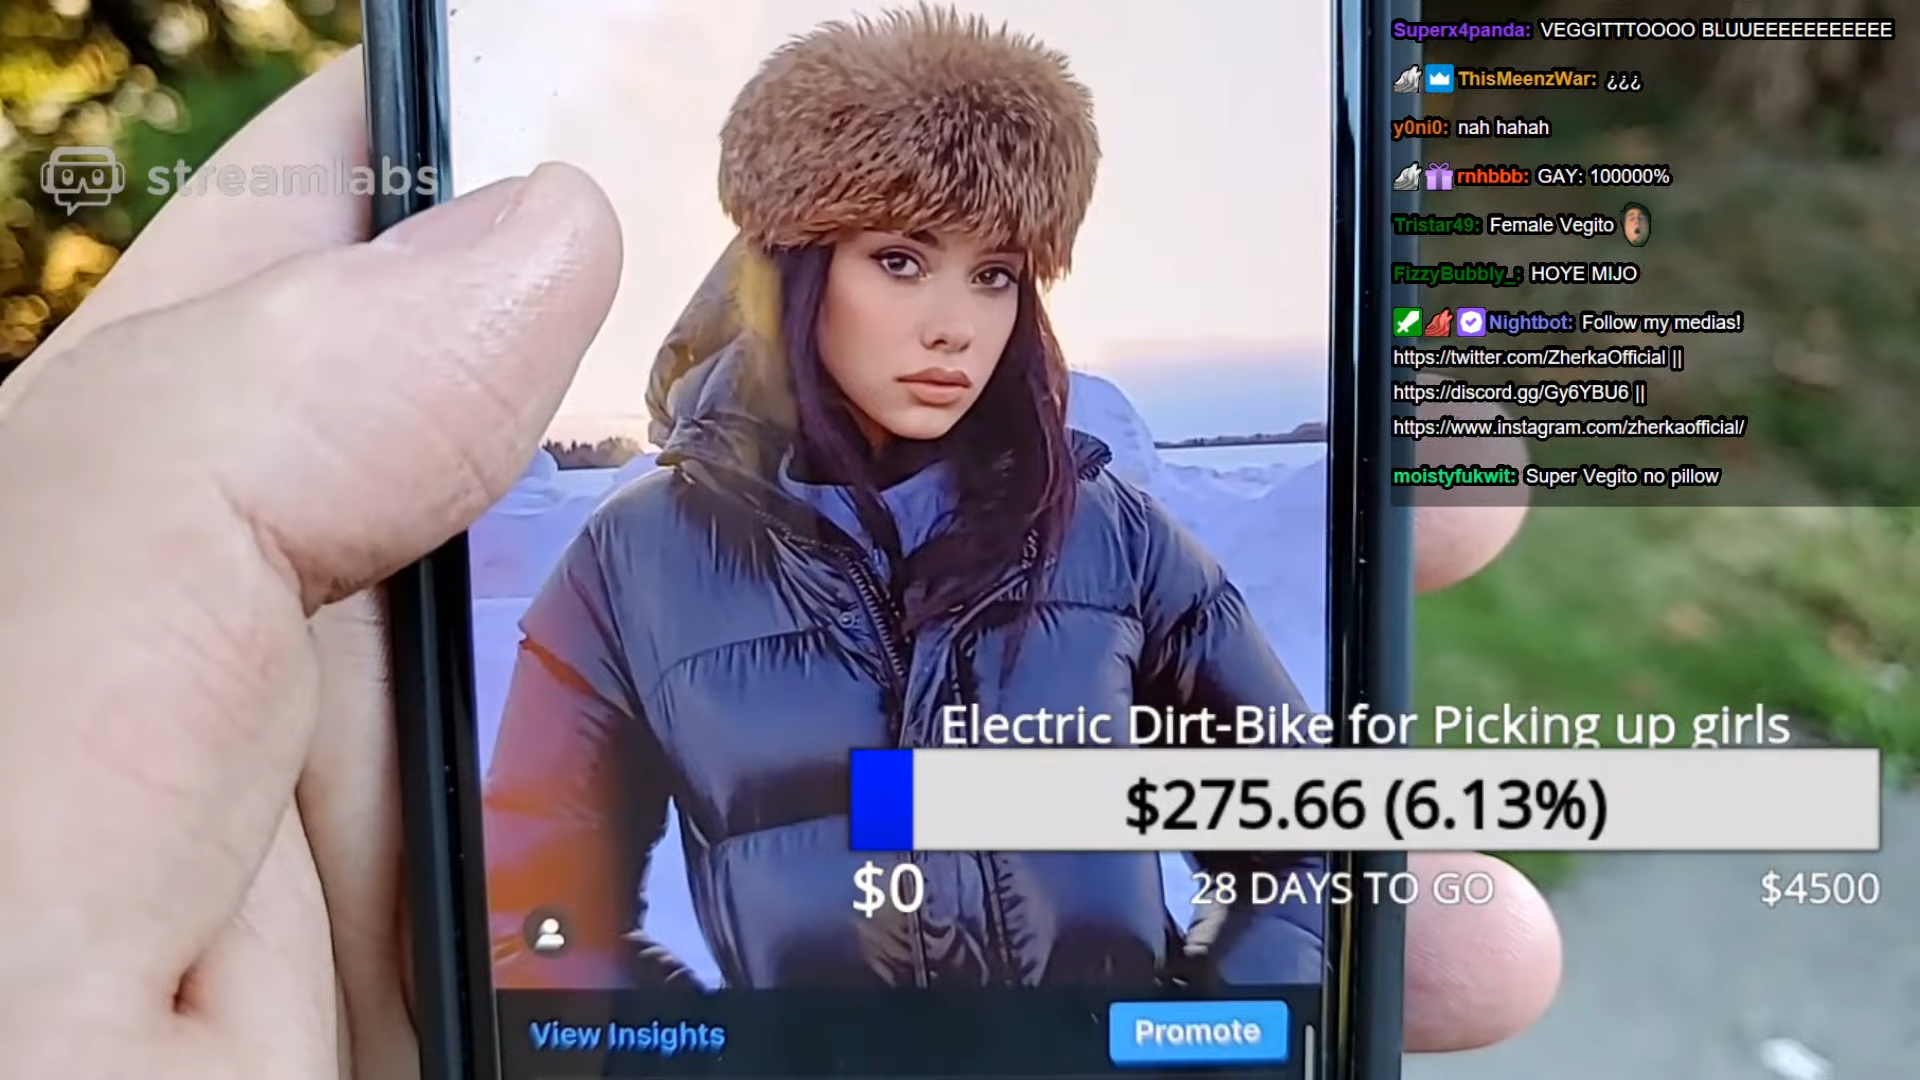 streamlabs
Superx4panda: VEGGITTTOOOO BLUUEEEEEEEEEEE
ThisMeenzWar: ¿¿¿
y0ni0: nah hahah
rnhbbb: GAY: 100000%
Tristar49: Female Vegito
FizzyBubbly_: HOYE MIJO
Nightbot: Follow my medias!
https://twitter.com/ZherkaOfficial ||
https://discord.gg/Gy6YBU6 ||
https://www.instagram.com/zherkaofficial/
moistyfukwit: Super Vegito no pillow
Electric Dirt-Bike for Picking up girls
$275.66 (6.13%)
$0 28 DAYS TO GO $4500
View Insights Promote